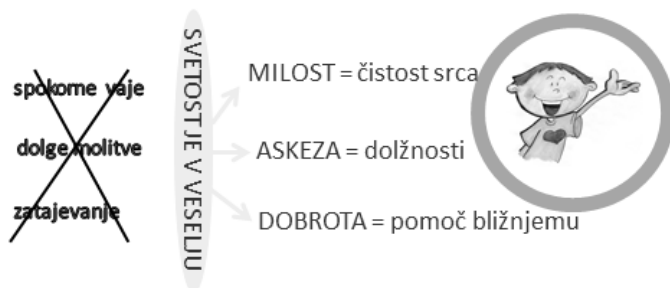 spokorne vaje
dolge molitve
zatajevanje
SVETOST JE V VESELJU
MILOST = čistost srca
ASKEZA = dolžnosti
DOBROTA = pomoč bližnjemu